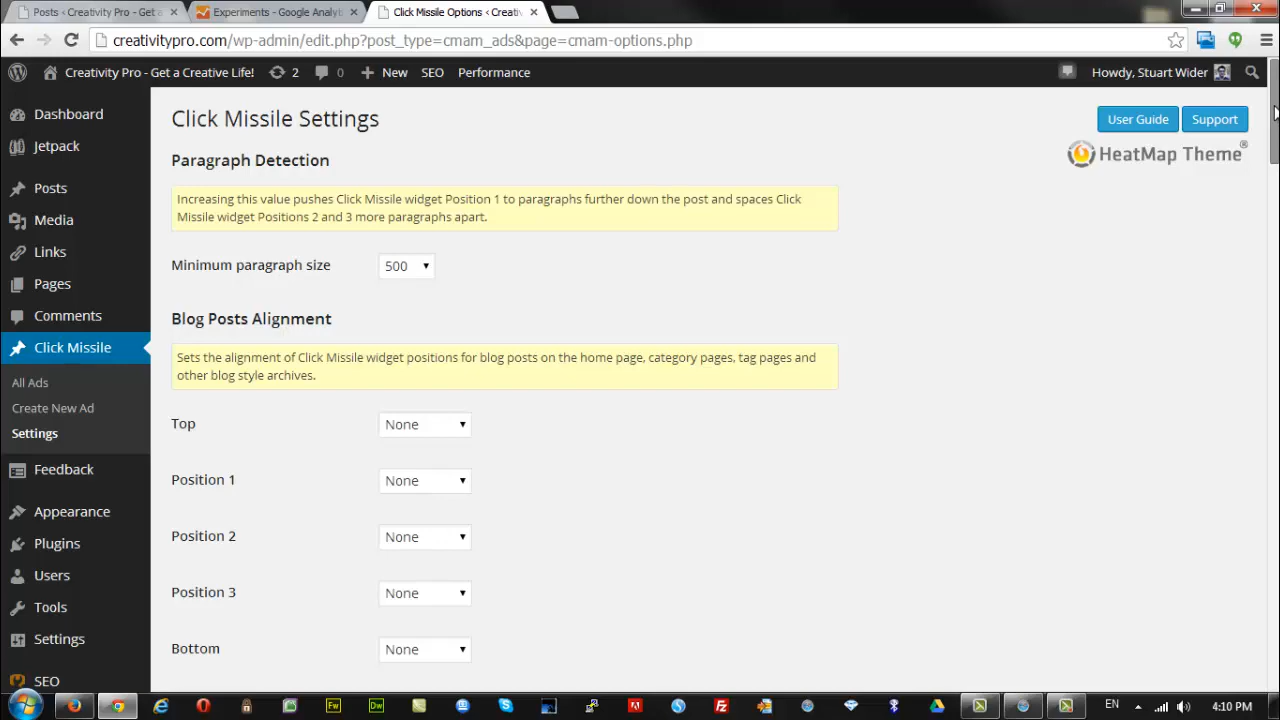 Posts ‹ Creativity Pro - Get a
Experiments - Google Analyt
Click Missile Options ‹ Creativ
creativitypro.com/wp-admin/edit.php?post_type=cmam_ads&page=cmam-options.php
Creativity Pro - Get a Creative Life!
2
0
New
SEO
Performance
Howdy, Stuart Wider
Dashboard
Jetpack
Posts
Media
Links
Pages
Comments
Click Missile
All Ads
Create New Ad
Settings
Feedback
Appearance
Plugins
Users
Tools
Settings
SEO
Click Missile Settings
User Guide
Support
HeatMap Theme®
Paragraph Detection
Increasing this value pushes Click Missile widget Position 1 to paragraphs further down the post and spaces Click
Missile widget Positions 2 and 3 more paragraphs apart.
Minimum paragraph size
500
Blog Posts Alignment
Sets the alignment of Click Missile widget positions for blog posts on the home page, category pages, tag pages and
other blog style archives.
Top
None
Position 1
None
Position 2
None
Position 3
None
Bottom
None
Fw
Dw
EN
4:10 PM